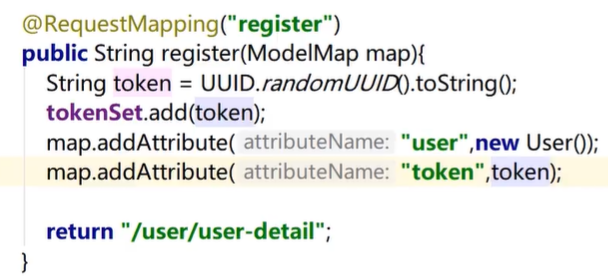 @RequestMapping("register")
public String register(ModelMap map){
String token = UUID.randomUUID().toString();
tokenSet.add(token);
map.addAttribute( attributeName: "user",new User());
map.addAttribute( attributeName: "token",token);
return "/user/user-detail";
}